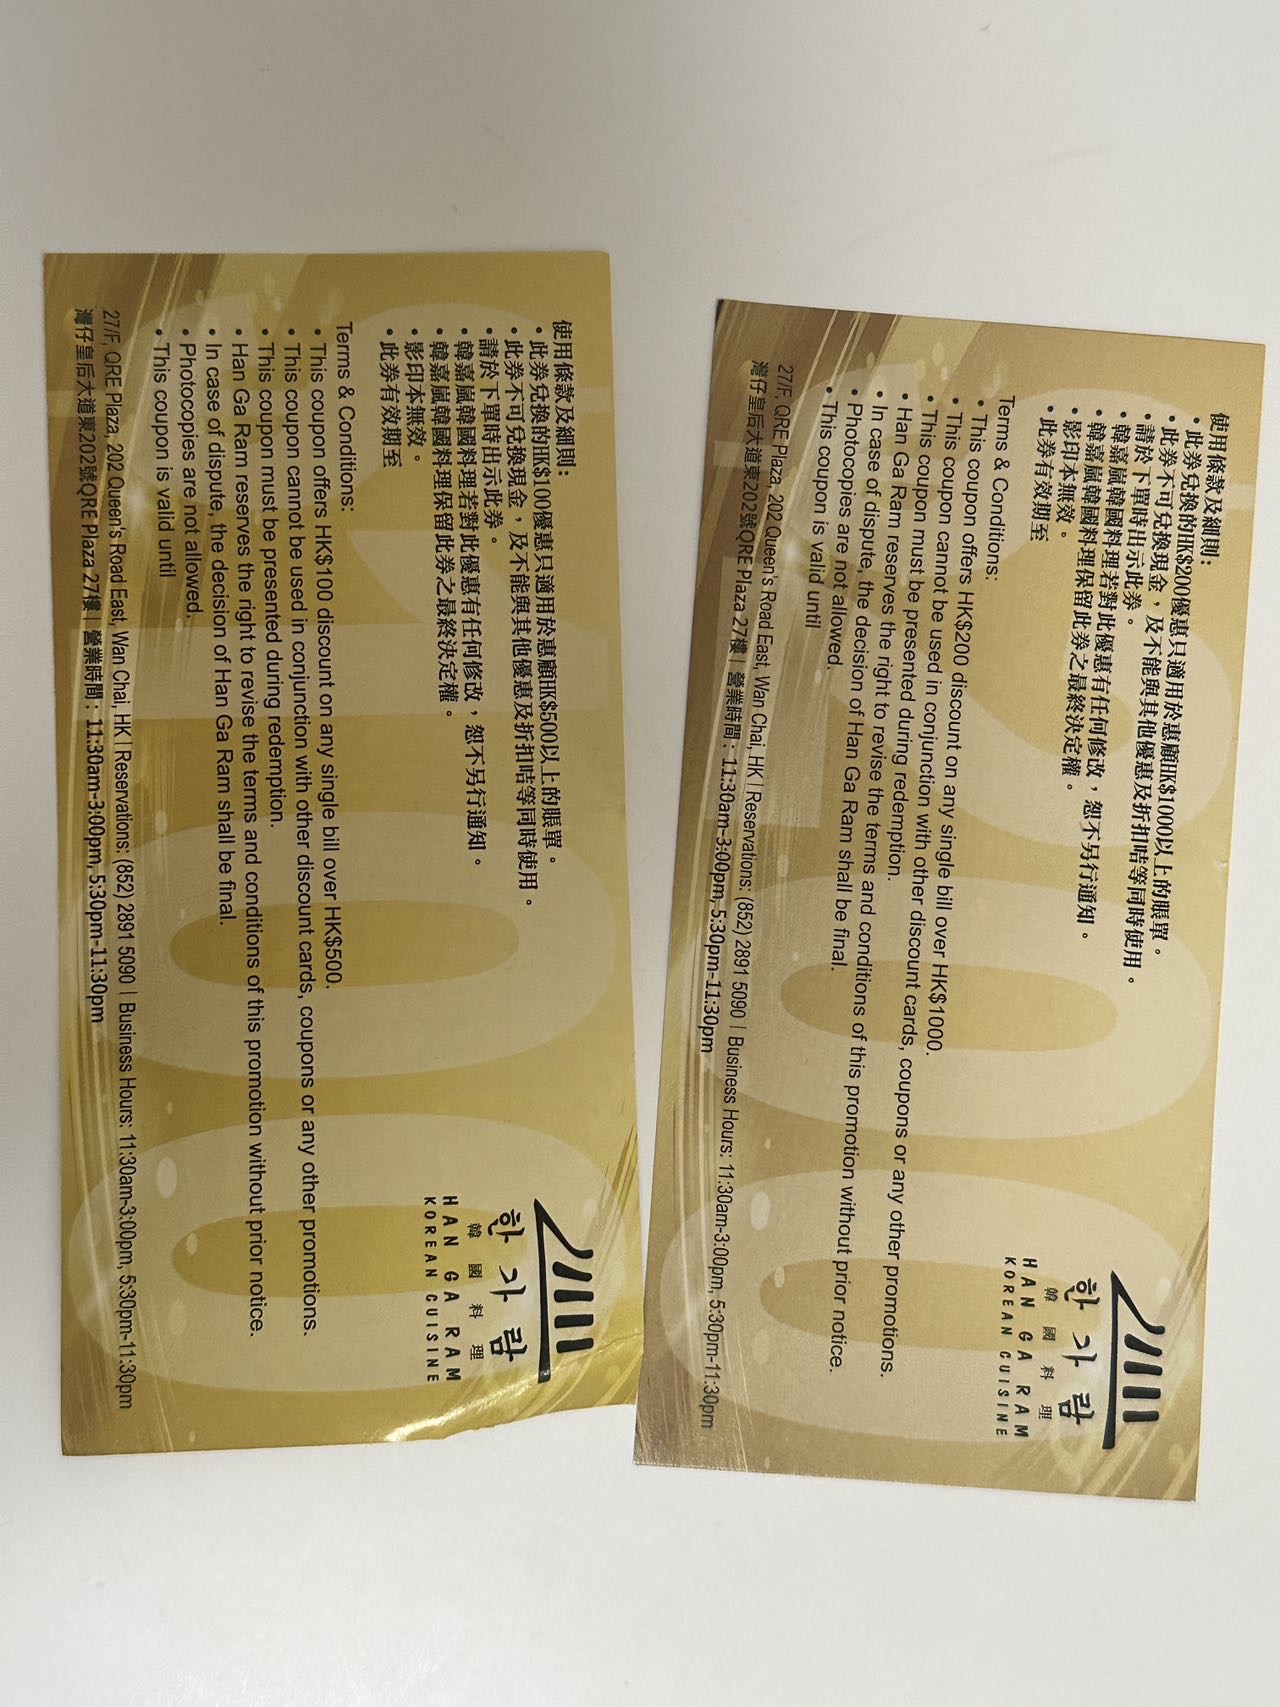 使用條款及細則:
• 此券兌換的HK$200優惠只適用於惠顧HK$1000以上的賬單。
• 此券不可兌換現金，及不能與其他優惠及折扣咭等同時使用。
• 請於下單時出示此券。
• 韓嘉嵐韓國料理若對此優惠有任何修改，恕不另行通知。
• 韓嘉嵐韓國料理保留此券之最終決定權。
• 影印本無效。
• 此券有效期至
Terms & Conditions:
• This coupon offers HK$200 discount on any single bill over HK$1000.
• This coupon cannot be used in conjunction with other discount cards, coupons or any other promotions.
• This coupon must be presented during redemption.
• Han Ga Ram reserves the right to revise the terms and conditions of this promotion without prior notice.
• In case of dispute, the decision of Han Ga Ram shall be final.
• Photocopies are not allowed.
• This coupon is valid until
27/F, QRE Plaza, 202 Queen's Road East, Wan Chai, HK | Reservations: (852) 2891 5090 | Business Hours: 11:30am-3:00pm, 5:30pm-11:30pm
灣仔皇后大道東202號QRE Plaza 27樓 | 營業時間：11:30am-3:00pm, 5:30pm-11:30pm
한가람
韓國料理
HAN GA RAM
KOREAN CUISINE
$200
使用條款及細則:
• 此券兌換的HK$100優惠只適用於惠顧HK$500以上的賬單。
• 此券不可兌換現金，及不能與其他優惠及折扣咭等同時使用。
• 請於下單時出示此券。
• 韓嘉嵐韓國料理若對此優惠有任何修改，恕不另行通知。
• 韓嘉嵐韓國料理保留此券之最終決定權。
• 影印本無效。
• 此券有效期至
Terms & Conditions:
• This coupon offers HK$100 discount on any single bill over HK$500.
• This coupon cannot be used in conjunction with other discount cards, coupons or any other promotions.
• This coupon must be presented during redemption.
• Han Ga Ram reserves the right to revise the terms and conditions of this promotion without prior notice.
• In case of dispute, the decision of Han Ga Ram shall be final.
• Photocopies are not allowed.
• This coupon is valid until
27/F, QRE Plaza, 202 Queen's Road East, Wan Chai, HK | Reservations: (852) 2891 5090 | Business Hours: 11:30am-3:00pm, 5:30pm-11:30pm
灣仔皇后大道東202號QRE Plaza 27樓 | 營業時間：11:30am-3:00pm, 5:30pm-11:30pm
한가람
韓國料理
HAN GA RAM
KOREAN CUISINE
$100